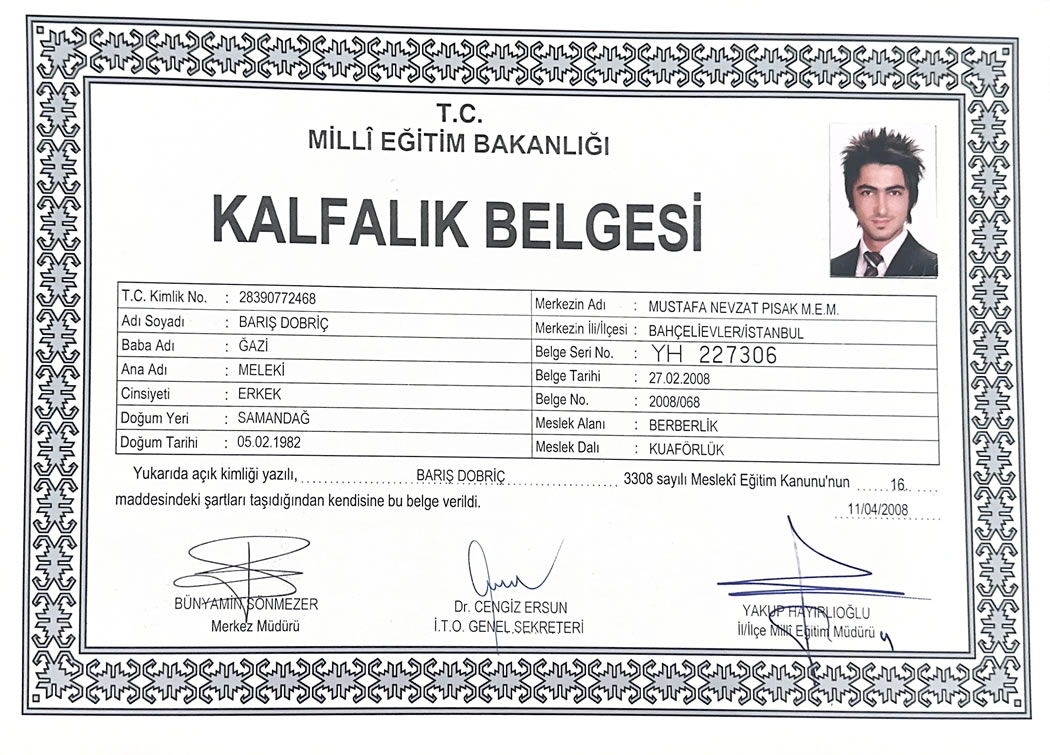 T.C.
MİLLÎ EĞİTİM BAKANLIĞI
KALFALIK BELGESİ
T.C. Kimlik No. : 28390772468
Adı Soyadı : BARIŞ DOBRİÇ
Baba Adı : ĞAZİ
Ana Adı : MELEKİ
Cinsiyeti : ERKEK
Doğum Yeri : SAMANDAĞ
Doğum Tarihi : 05.02.1982
Merkezin Adı : MUSTAFA NEVZAT PISAK M.E.M.
Merkezin İli/İlçesi : BAHÇELİEVLER/İSTANBUL
Belge Seri No. : YH 227306
Belge Tarihi : 27.02.2008
Belge No. : 2008/068
Meslek Alanı : BERBERLİK
Meslek Dalı : KUAFÖRLÜK
Yukarıda açık kimliği yazılı, BARIŞ DOBRİÇ 3308 sayılı Meslekî Eğitim Kanunu'nun 16.
maddesindeki şartları taşıdığından kendisine bu belge verildi.
11/04/2008
BÜNYAMİN SÖNMEZER
Merkez Müdürü
Dr. CENGİZ ERSUN
İ.T.O. GENEL SEKRETERİ
YAKUP HAYIRLIOĞLU
İl/İlçe Millî Eğitim Müdürü